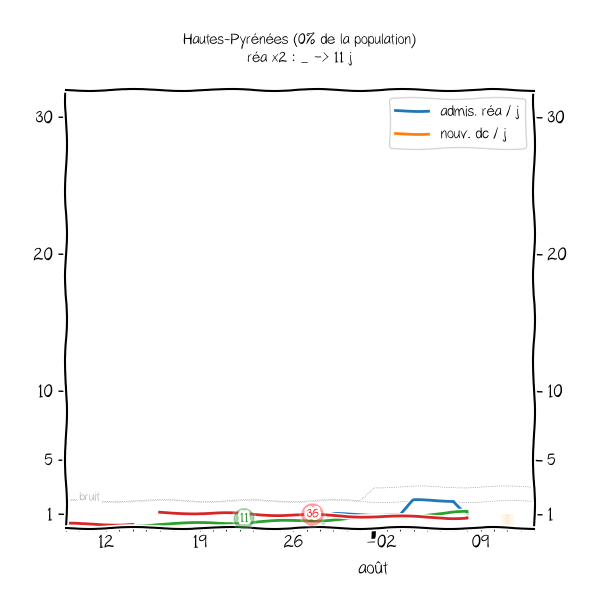 Hautes-Pyrénées (0% de la population)
réa x2 : _ -> 11 j
admis. réa / j
nouv. dc / j
30 30
20 20
10 10
5 5
bruit
1 11 36 1
12 19 26 02 09
août